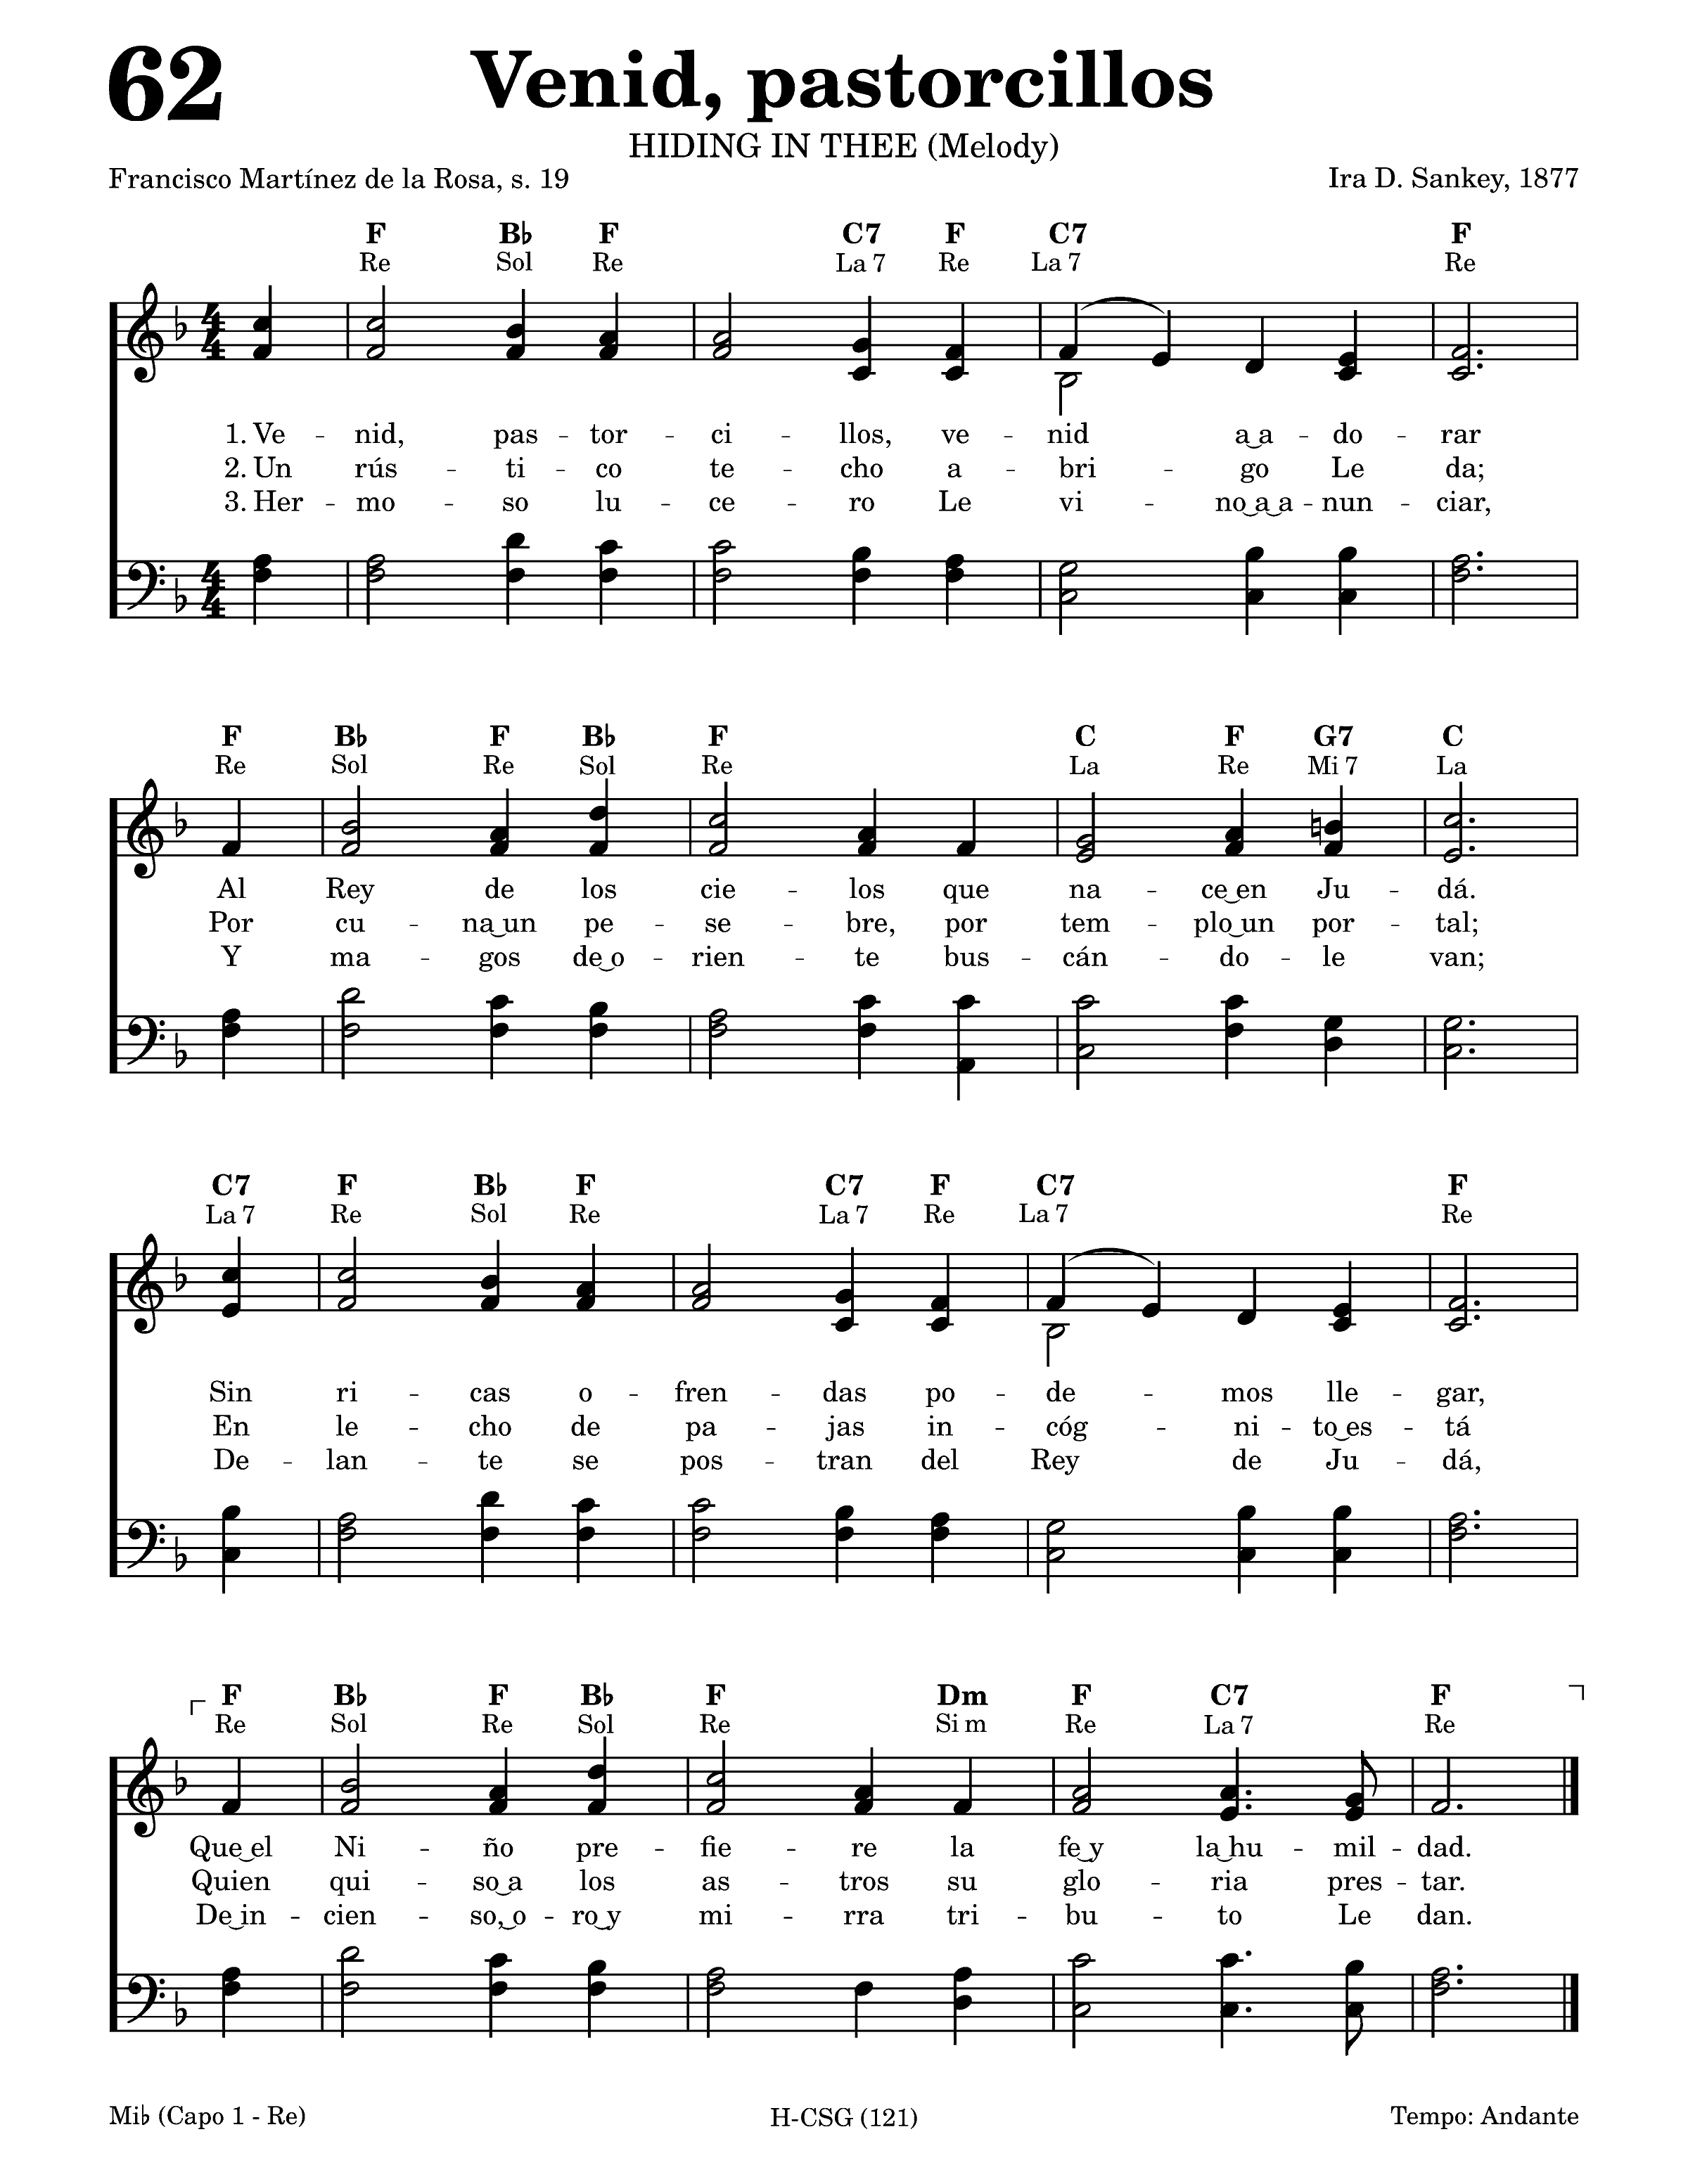 62
Venid, pastorcillos
HIDING IN THEE (Melody)
Francisco Martínez de la Rosa, s. 19
Ira D. Sankey, 1877
F B♭ F C7 F C7 F
Re Sol Re La 7 Re La 7 Re
1. Ve - nid, pas - tor - ci - llos, ve - nid a‿a - do - rar
2. Un rús - ti - co te - cho a - bri - go Le da;
3. Her - mo - so lu - ce - ro Le vi - no‿a‿a - nun - ciar,
F B♭ F B♭ F C F G7 C
Re Sol Re Sol Re La Re Mi 7 La
Al Rey de los cie - los que na - ce‿en Ju - dá.
Por cu - na‿un pe - se - bre, por tem - plo‿un por - tal;
Y ma - gos de‿o - rien - te bus - cán - do - le van;
C7 F B♭ F C7 F C7 F
La 7 Re Sol Re La 7 Re La 7 Re
Sin ri - cas o - fren - das po - de - mos lle - gar,
En le - cho de pa - jas in - cóg - ni - to‿es - tá
De - lan - te se pos - tran del Rey de Ju - dá,
F B♭ F B♭ F Dm F C7 F
Re Sol Re Sol Re Si m Re La 7 Re
Que‿el Ni - ño pre - fie - re la fe‿y la‿hu - mil - dad.
Quien qui - so‿a los as - tros su glo - ria pres - tar.
De‿in - cien - so,‿o - ro‿y mi - rra tri - bu - to Le dan.
Mi♭ (Capo 1 - Re)
H-CSG (121)
Tempo: Andante